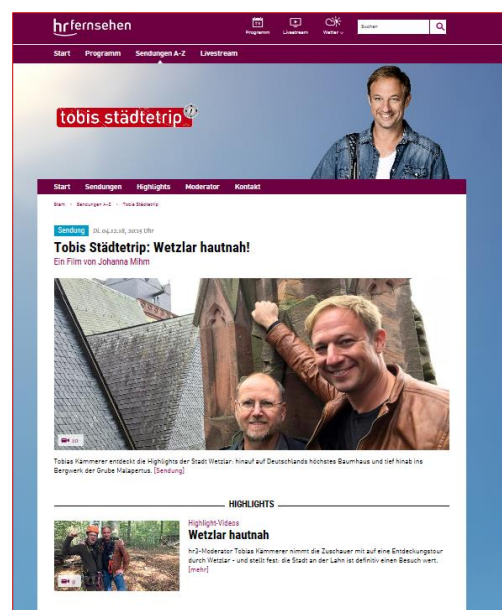 hr fernsehen
Programm Livestream Wetter
Suchen
Start Programm Sendungen A-Z Livestream
tobis städtetrip
Start Sendungen Highlights Moderator Kontakt
Start Sendungen A-Z Tobis Städtetrip
Sendung Di, 04.12.18, 20:15 Uhr
Tobis Städtetrip: Wetzlar hautnah!
Ein Film von Johanna Mihm
10
Tobias Kämmerer entdeckt die Highlights der Stadt Wetzlar: hinauf auf Deutschlands höchstes Baumhaus und tief hinab ins
Bergwerk der Grube Malapertus. [Sendung]
HIGHLIGHTS
Highlight-Videos
Wetzlar hautnah
hr3-Moderator Tobias Kämmerer nimmt die Zuschauer mit auf eine Entdeckungstour
durch Wetzlar - und stellt fest: die Stadt an der Lahn ist definitiv einen Besuch wert.
[mehr]